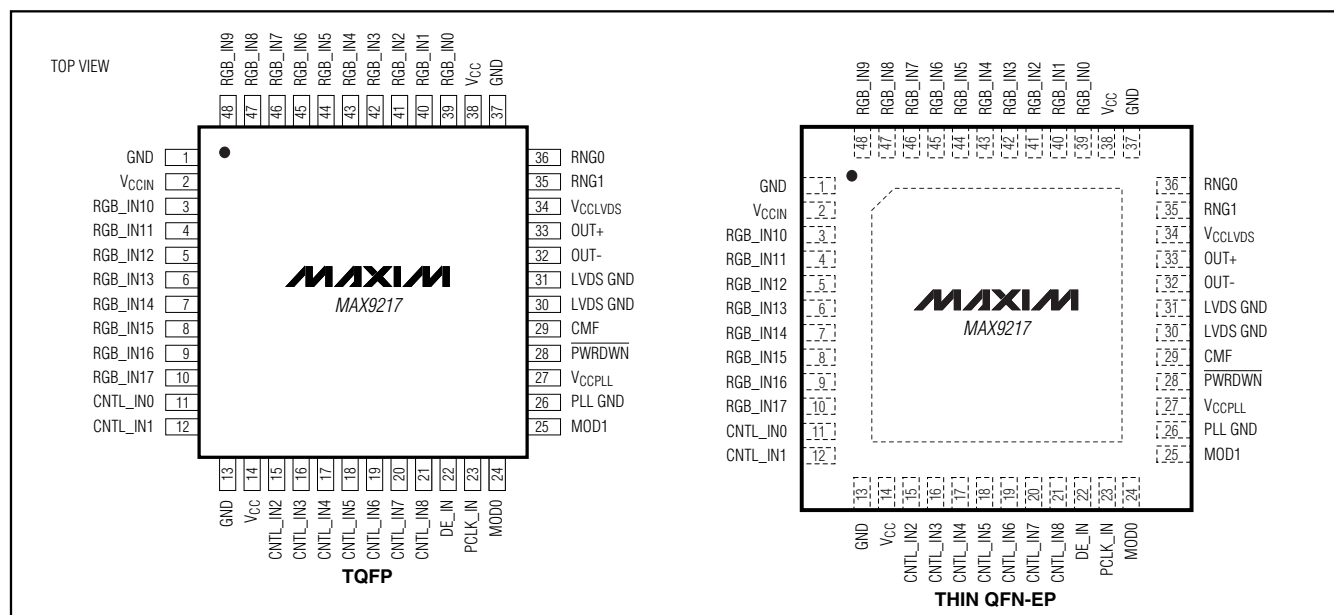 TOP VIEW
RGB_IN9
RGB_IN8
RGB_IN7
RGB_IN6
RGB_IN5
RGB_IN4
RGB_IN3
RGB_IN2
RGB_IN1
RGB_IN0
VCC
GND
48
47
46
45
44
43
42
41
40
39
38
37
GND 1
VCCIN 2
RGB_IN10 3
RGB_IN11 4
RGB_IN12 5
RGB_IN13 6
RGB_IN14 7
RGB_IN15 8
RGB_IN16 9
RGB_IN17 10
CNTL_IN0 11
CNTL_IN1 12
MAXIM
MAX9217
36 RNG0
35 RNG1
34 VCCLVDS
33 OUT+
32 OUT-
31 LVDS GND
30 LVDS GND
29 CMF
28 PWRDWN
27 VCCPLL
26 PLL GND
25 MOD1
13
14
15
16
17
18
19
20
21
22
23
24
GND
VCC
CNTL_IN2
CNTL_IN3
CNTL_IN4
CNTL_IN5
CNTL_IN6
CNTL_IN7
CNTL_IN8
DE_IN
PCLK_IN
MOD0
TQFP
RGB_IN9
RGB_IN8
RGB_IN7
RGB_IN6
RGB_IN5
RGB_IN4
RGB_IN3
RGB_IN2
RGB_IN1
RGB_IN0
VCC
GND
48
47
46
45
44
43
42
41
40
39
38
37
GND 1
VCCIN 2
RGB_IN10 3
RGB_IN11 4
RGB_IN12 5
RGB_IN13 6
RGB_IN14 7
RGB_IN15 8
RGB_IN16 9
RGB_IN17 10
CNTL_IN0 11
CNTL_IN1 12
MAXIM
MAX9217
36 RNG0
35 RNG1
34 VCCLVDS
33 OUT+
32 OUT-
31 LVDS GND
30 LVDS GND
29 CMF
28 PWRDWN
27 VCCPLL
26 PLL GND
25 MOD1
13
14
15
16
17
18
19
20
21
22
23
24
GND
VCC
CNTL_IN2
CNTL_IN3
CNTL_IN4
CNTL_IN5
CNTL_IN6
CNTL_IN7
CNTL_IN8
DE_IN
PCLK_IN
MOD0
THIN QFN-EP